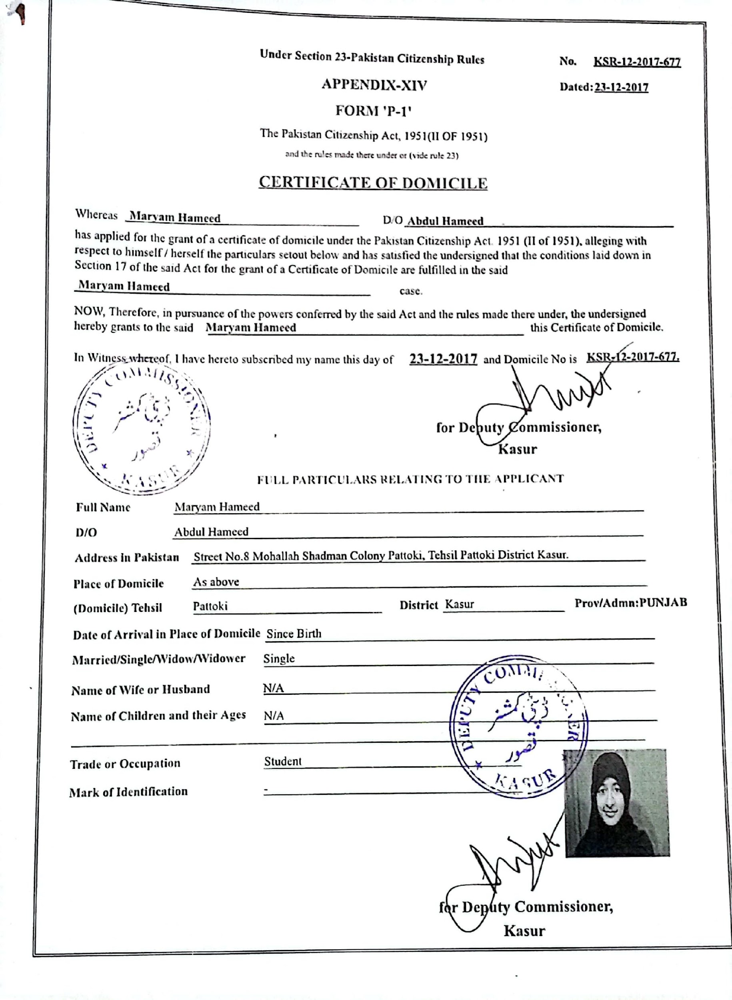 Under Section 23-Pakistan Citizenship Rules
No. KSR-12-2017-677
APPENDIX-XIV
Dated:23-12-2017
FORM 'P-1'
The Pakistan Citizenship Act, 1951(II OF 1951)
and the rules made there under or (vide rule 23)
CERTIFICATE OF DOMICILE
Whereas Maryam Hameed D/O Abdul Hameed
has applied for the grant of a certificate of domicile under the Pakistan Citizenship Act. 1951 (II of 1951), alleging with
respect to himself / herself the particulars setout below and has satisfied the undersigned that the conditions laid down in
Section 17 of the said Act for the grant of a Certificate of Domicile are fulfilled in the said
Maryam Hameed case.
NOW, Therefore, in pursuance of the powers conferred by the said Act and the rules made there under, the undersigned
hereby grants to the said Maryam Hameed this Certificate of Domicile.
In Witness whereof, I have hereto subscribed my name this day of 23-12-2017 and Domicile No is KSR-12-2017-677.
DEPUTY COMMISSIONER
ڈپٹی کمشنر
قصور
KASUR
for Deputy Commissioner,
Kasur
FULL PARTICULARS RELATING TO THE APPLICANT
Full Name Maryam Hameed
D/O Abdul Hameed
Address in Pakistan Street No.8 Mohallah Shadman Colony Pattoki, Tehsil Pattoki District Kasur.
Place of Domicile As above
(Domicile) Tehsil Pattoki District Kasur Prov/Admn:PUNJAB
Date of Arrival in Place of Domicile Since Birth
Married/Single/Widow/Widower Single
Name of Wife or Husband N/A
Name of Children and their Ages N/A
DEPUTY COMMISSIONER
ڈپٹی کمشنر
قصور
KASUR
Trade or Occupation Student
Mark of Identification -
for Deputy Commissioner,
Kasur